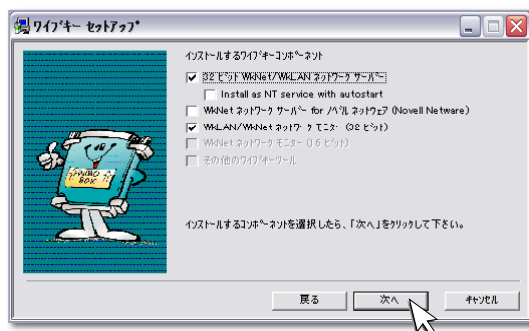 ワイブキー セットアップ
インストールするワイブキーコンポーネント
32 ビット WkNet/WkLAN ネットワーク サーバー
Install as NT service with autostart
WkNet ネットワーク サーバー for ノベル ネットウェア (Novell Netware)
WkLAN/WkNet ネットワーク モニター (32 ビット)
WkNet ネットワーク モニター (16 ビット)
その他のワイブキーツール
インストールするコンポーネントを選択したら、「次へ」をクリックして下さい。
戻る
次へ
キャンセル